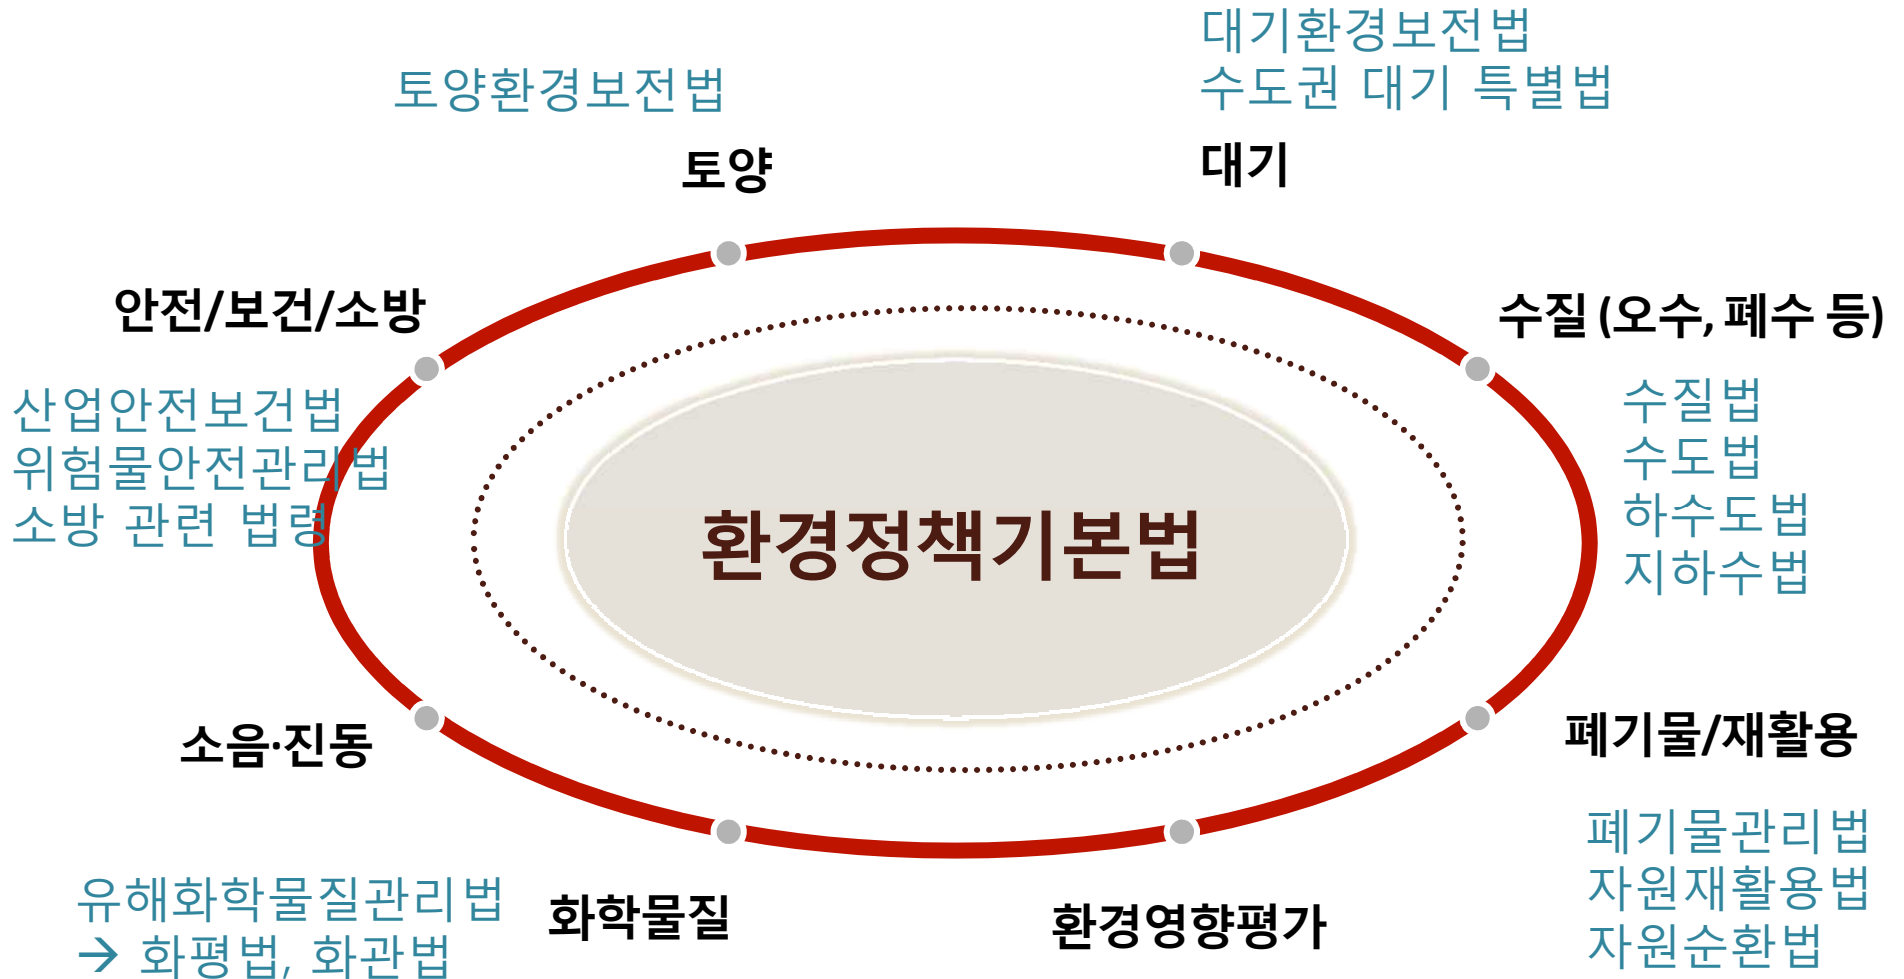 대기환경보전법
수도권 대기 특별법
토양환경보전법
토양
대기
안전/보건/소방
수질 (오수, 폐수 등)
산업안전보건법
위험물안전관리법
소방 관련 법령
수질법
수도법
하수도법
지하수법
환경정책기본법
소음·진동
폐기물/재활용
폐기물관리법
자원재활용법
자원순환법
유해화학물질관리법
→ 화평법, 화관법
화학물질
환경영향평가